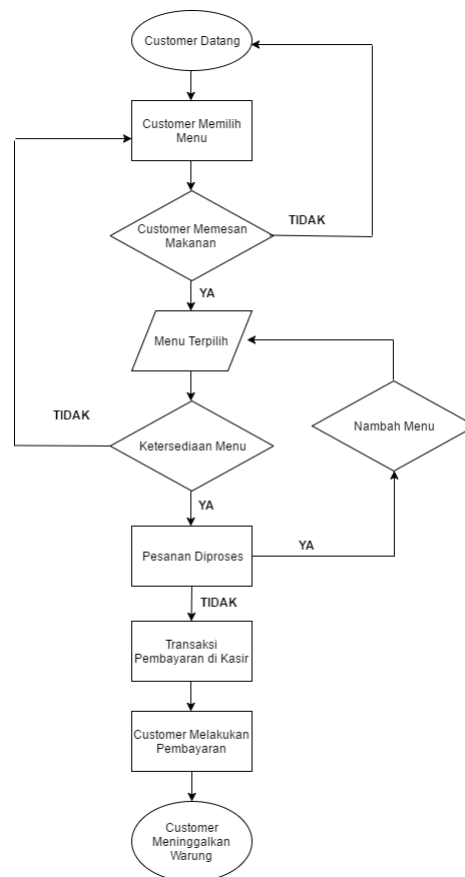 Customer Datang
Customer Memilih
Menu
Customer Memesan
Makanan
TIDAK
YA
Menu Terpilih
TIDAK
Ketersediaan Menu
Nambah Menu
YA
Pesanan Diproses
YA
TIDAK
Transaksi
Pembayaran di Kasir
Customer Melakukan
Pembayaran
Customer
Meninggalkan
Warung